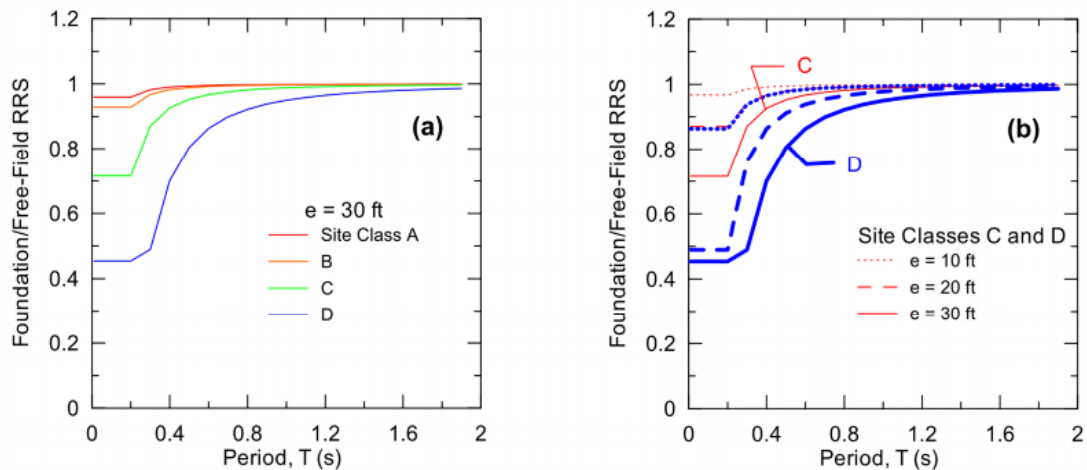 Foundation/Free-Field RRS
1.2
1
0.8
0.6
0.4
0.2
0
(a)
e = 30 ft
Site Class A
B
C
D
0 0.4 0.8 1.2 1.6 2
Period, T (s)
Foundation/Free-Field RRS
1.2
1
0.8
0.6
0.4
0.2
0
C
(b)
D
Site Classes C and D
e = 10 ft
e = 20 ft
e = 30 ft
0 0.4 0.8 1.2 1.6 2
Period, T (s)